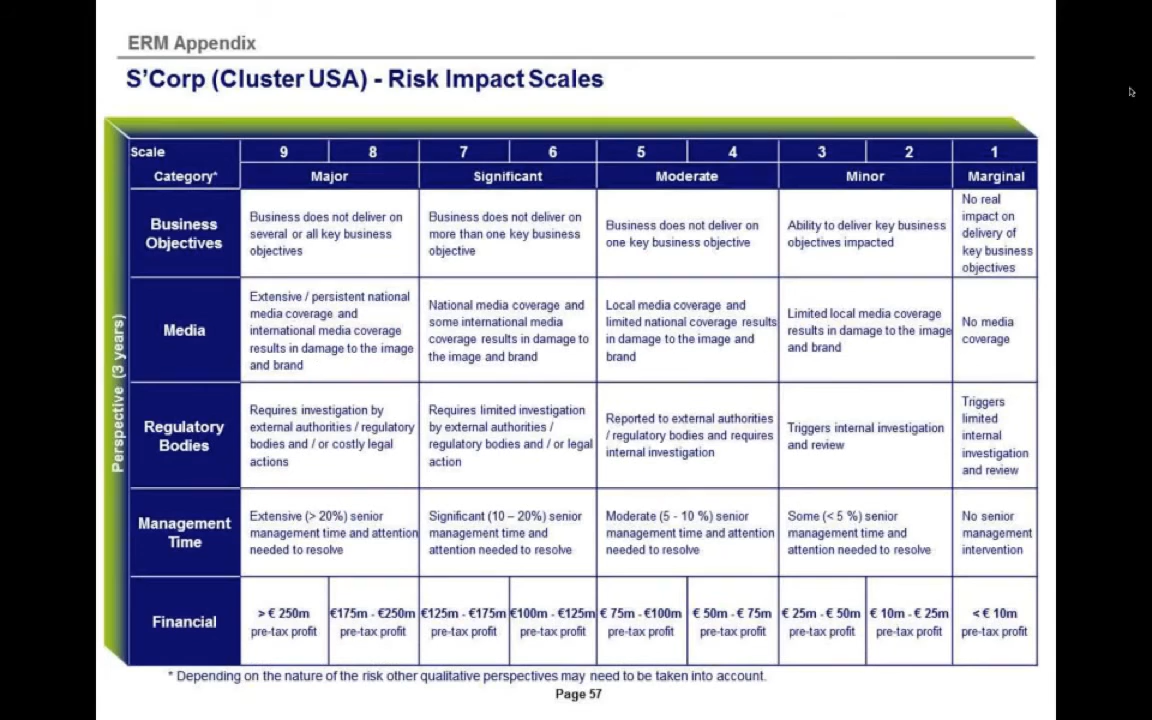 ERM Appendix
S'Corp (Cluster USA) - Risk Impact Scales
Perspective (3 years)
Scale 9 8 7 6 5 4 3 2 1
Category* Major Significant Moderate Minor Marginal
Business
Objectives
Business does not deliver on
several or all key business
objectives
Business does not deliver on
more than one key business
objective
Business does not deliver on
one key business objective
Ability to deliver key business
objectives impacted
No real
impact on
delivery of
key business
objectives
Media
Extensive / persistent national
media coverage and
international media coverage
results in damage to the image
and brand
National media coverage and
some international media
coverage results in damage to
the image and brand
Local media coverage and
limited national coverage results
in damage to the image and
brand
Limited local media coverage
results in damage to the image
and brand
No media
coverage
Regulatory
Bodies
Requires investigation by
external authorities / regulatory
bodies and / or costly legal
actions
Requires limited investigation
by external authorities /
regulatory bodies and / or legal
action
Reported to external authorities
/ regulatory bodies and requires
internal investigation
Triggers internal investigation
and review
Triggers
limited
internal
investigation
and review
Management
Time
Extensive (> 20%) senior
management time and attention
needed to resolve
Significant (10 – 20%) senior
management time and
attention needed to resolve
Moderate (5 - 10 %) senior
management time and attention
needed to resolve
Some (< 5 %) senior
management time and
attention needed to resolve
No senior
management
intervention
Financial
> € 250m
pre-tax profit
€175m - €250m
pre-tax profit
€125m - €175m
pre-tax profit
€100m - €125m
pre-tax profit
€ 75m - €100m
pre-tax profit
€ 50m - € 75m
pre-tax profit
€ 25m - € 50m
pre-tax profit
€ 10m - € 25m
pre-tax profit
< € 10m
pre-tax profit
* Depending on the nature of the risk other qualitative perspectives may need to be taken into account.
Page 57